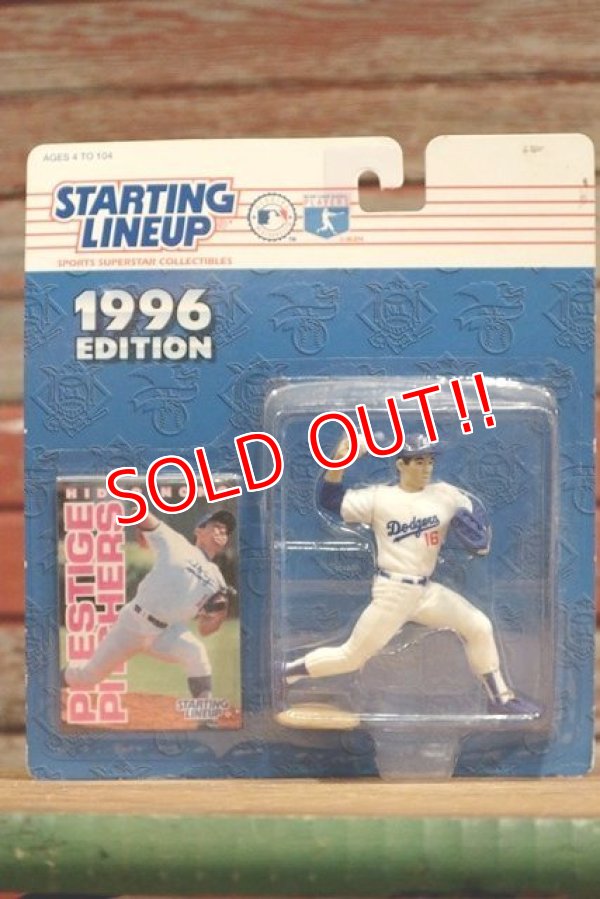 AGES 4 TO 104
STARTING
LINEUP
SPORTS SUPERSTAR COLLECTIBLES
PLAYERS
1996
EDITION
SOLD OUT!!
PRESTIGE
PITCHERS
Dodgers
16
STARTING
LINEUP